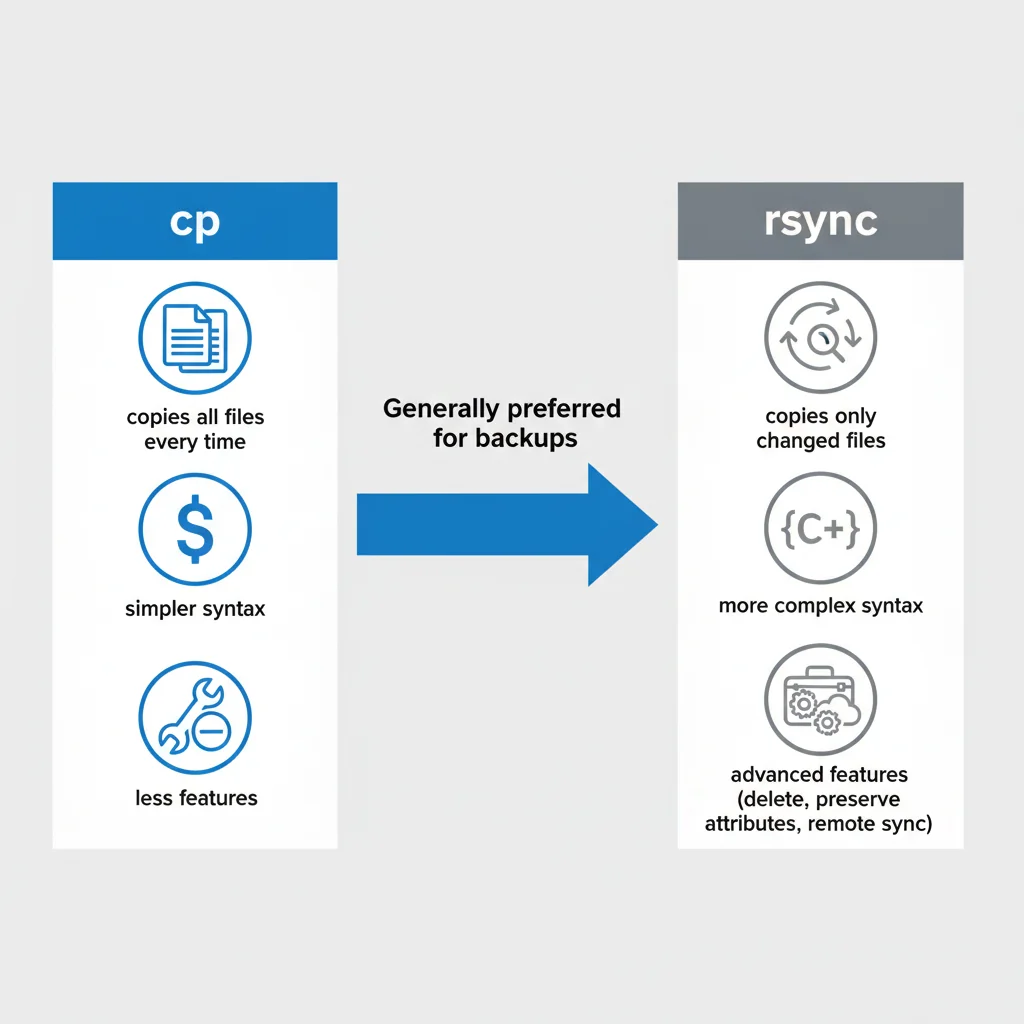 cp
copies all files
every time
$
simpler syntax
less features
Generally preferred
for backups
rsync
copies only
changed files
{C+}
more complex syntax
advanced features
(delete, preserve
attributes, remote sync)